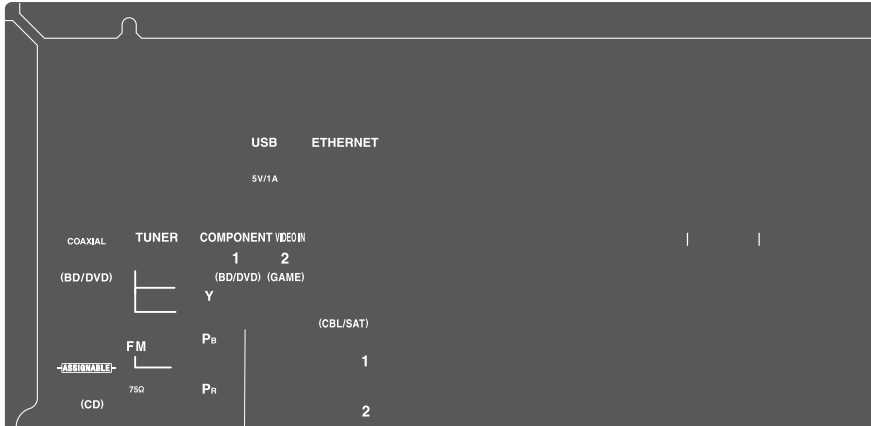 USB ETHERNET
5V/1A
COAXIAL TUNER COMPONENT VIDEO IN
1 2
(BD/DVD) (BD/DVD) (GAME)
Y
(CBL/SAT)
PB
FM
1
ASSIGNABLE
75Ω PR
(CD)
2